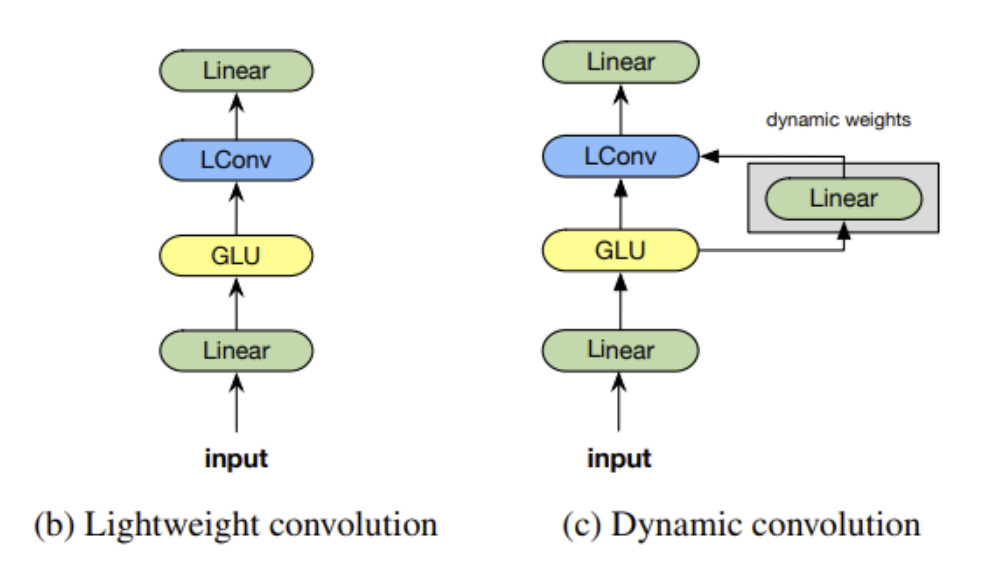 Linear
LConv
GLU
Linear
input
(b) Lightweight convolution
Linear
dynamic weights
LConv
Linear
GLU
Linear
input
(c) Dynamic convolution